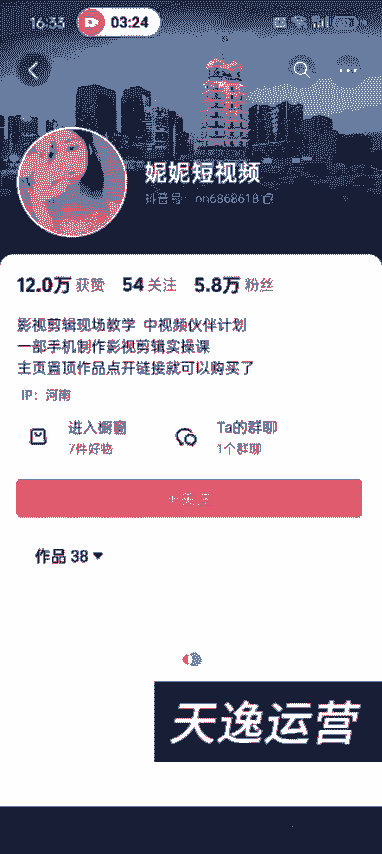 16:33
03:24
妮妮短视频
抖音号: nn6868618
12.0万 获赞 54 关注 5.8万 粉丝
影视剪辑现场教学 中视频伙伴计划
一部手机制作影视剪辑实操课
主页置顶作品点开链接就可以购买了
IP: 河南
进入橱窗 Ta的群聊
7件好物 1个群聊
作品 38
天逸运营